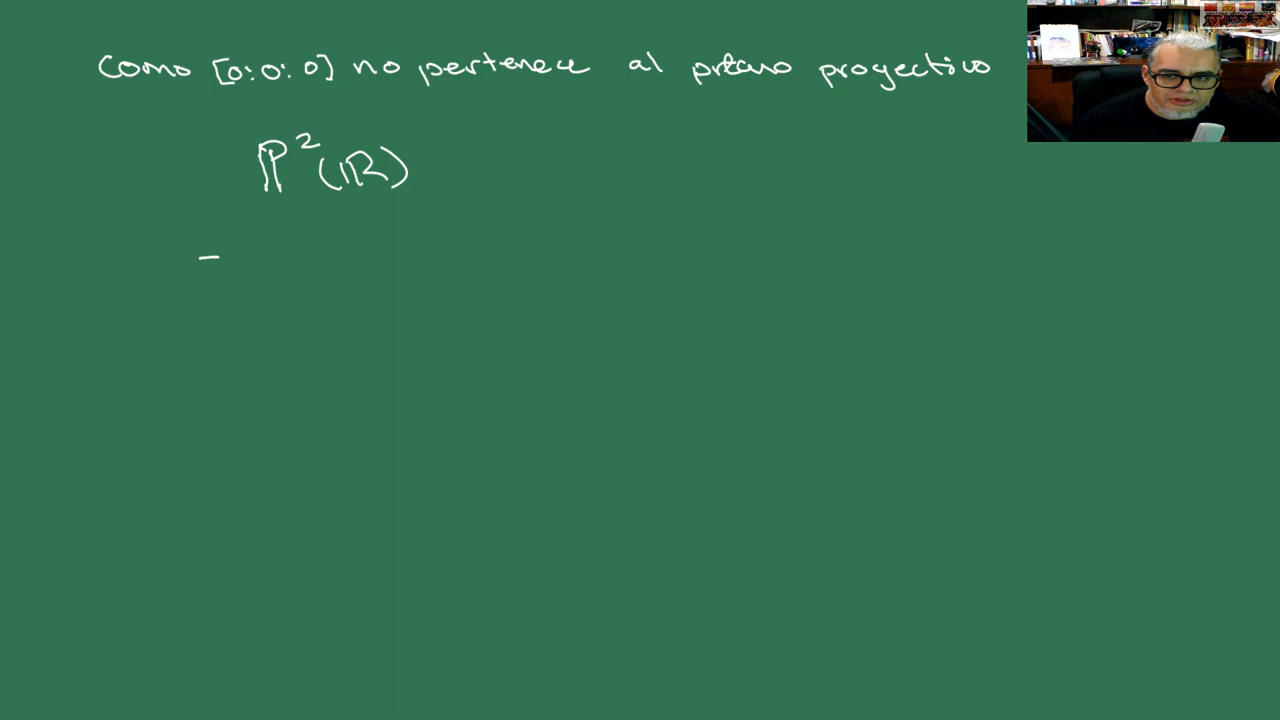 Como [0:0:0] no pertenece al plano proyectivo
ℙ²(ℝ)
–